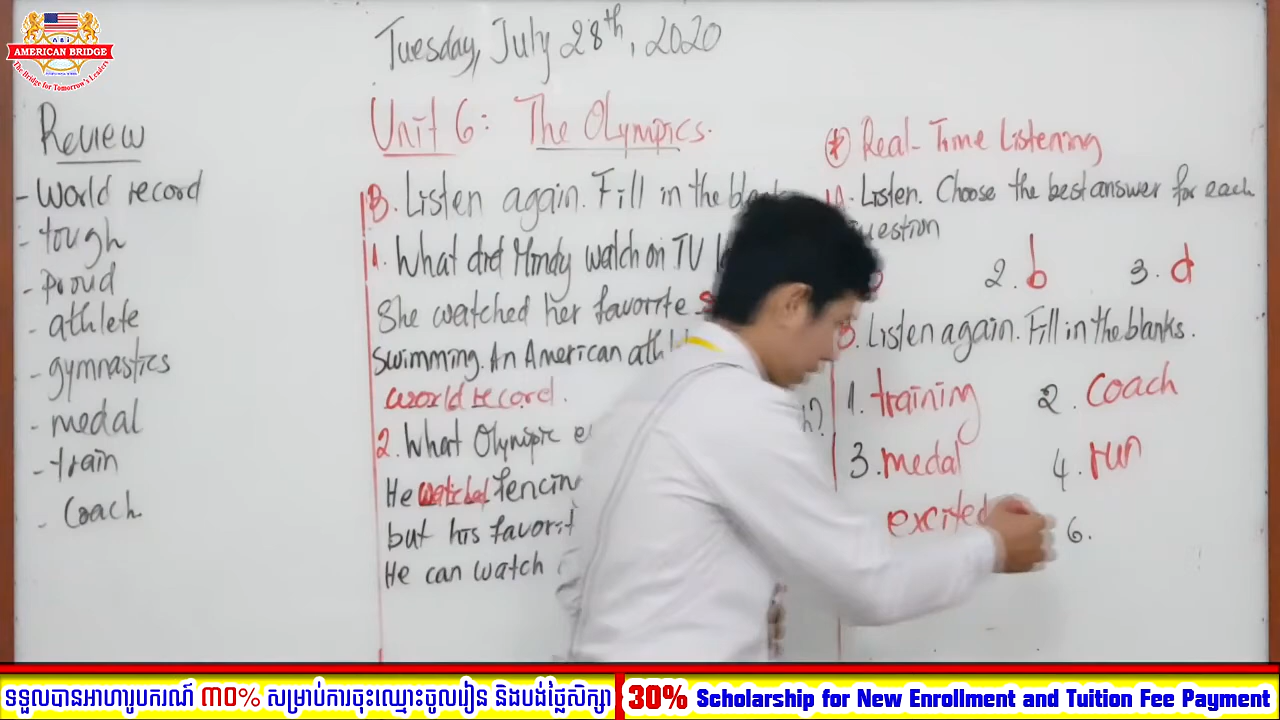 AMERICAN BRIDGE
The Bridge for Tomorrow's Leaders
Tuesday, July 28th, 2020
Unit 6: The Olympics.
Review
- World record
- tough
- Proud
- athlete
- gymnastics
- medal
- train
- Coach
B. Listen again. Fill in the blanks
1. What did Mindy watch on TV
She watched her favorite
Swimming. An American athl
world record.
2. What Olympic e
He watched fencin
but his favorit
He can watch
Real-Time Listening
A. Listen. Choose the best answer for each
question
2. b 3. d
B. Listen again. Fill in the blanks.
1. training 2. Coach
3. medal 4. run
excited 6.
ទទួលបានអាហារូបករណ៍ ៣០% សម្រាប់ការចុះឈ្មោះចូលរៀន និងបង់ថ្លៃសិក្សា
30% Scholarship for New Enrollment and Tuition Fee Payment